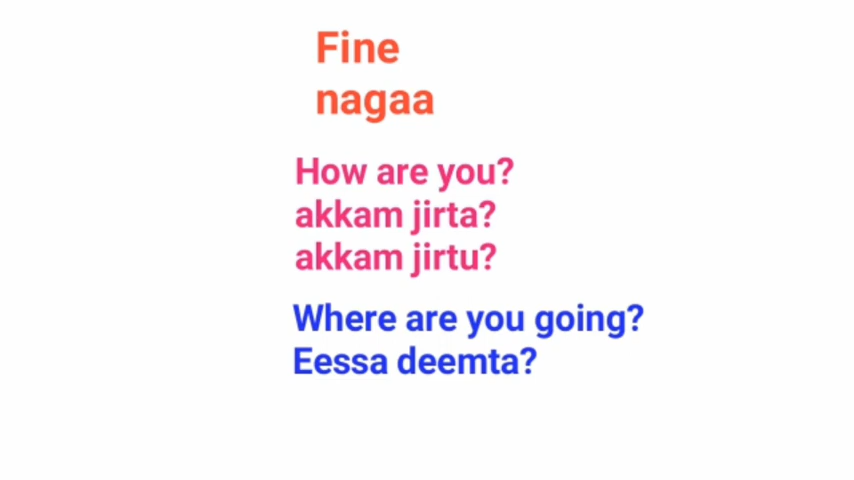 Fine
nagaa
How are you?
akkam jirta?
akkam jirtu?
Where are you going?
Eessa deemta?